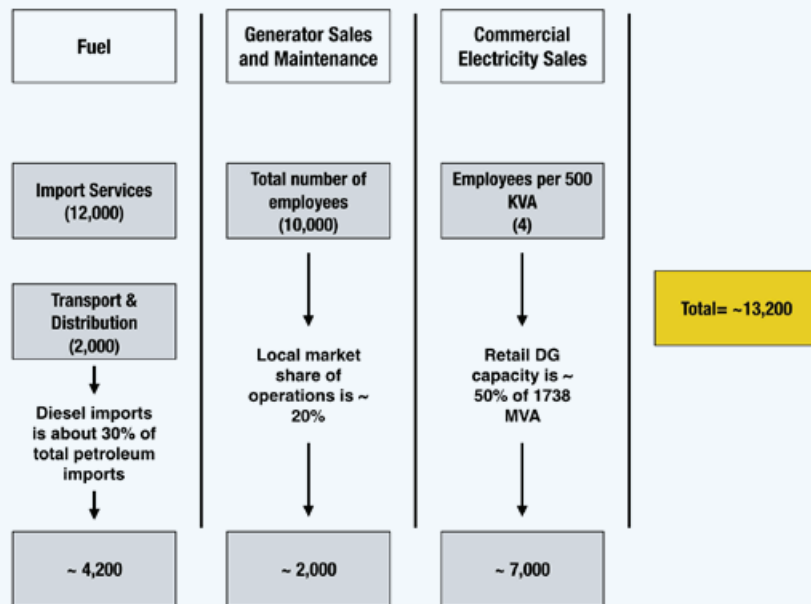 Fuel
Import Services
(12,000)
Transport &
Distribution
(2,000)
Diesel imports
is about 30% of
total petroleum
imports
~ 4,200
Generator Sales
and Maintenance
Total number of
employees
(10,000)
Local market
share of
operations is ~
20%
~ 2,000
Commercial
Electricity Sales
Employees per 500
KVA
(4)
Retail DG
capacity is ~
50% of 1738
MVA
~ 7,000
Total= ~13,200